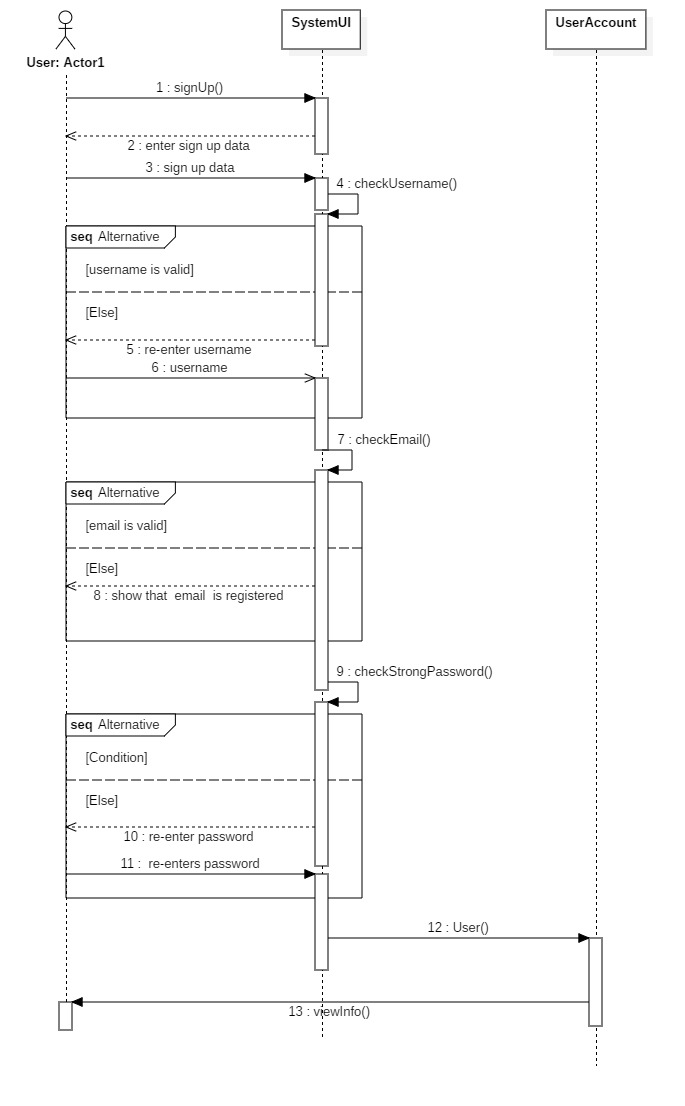 SystemUI
UserAccount
User: Actor1
1 : signUp()
2 : enter sign up data
3 : sign up data
4 : checkUsername()
seq Alternative
[username is valid]
[Else]
5 : re-enter username
6 : username
7 : checkEmail()
seq Alternative
[email is valid]
[Else]
8 : show that  email  is registered
9 : checkStrongPassword()
seq Alternative
[Condition]
[Else]
10 : re-enter password
11 :  re-enters password
12 : User()
13 : viewInfo()